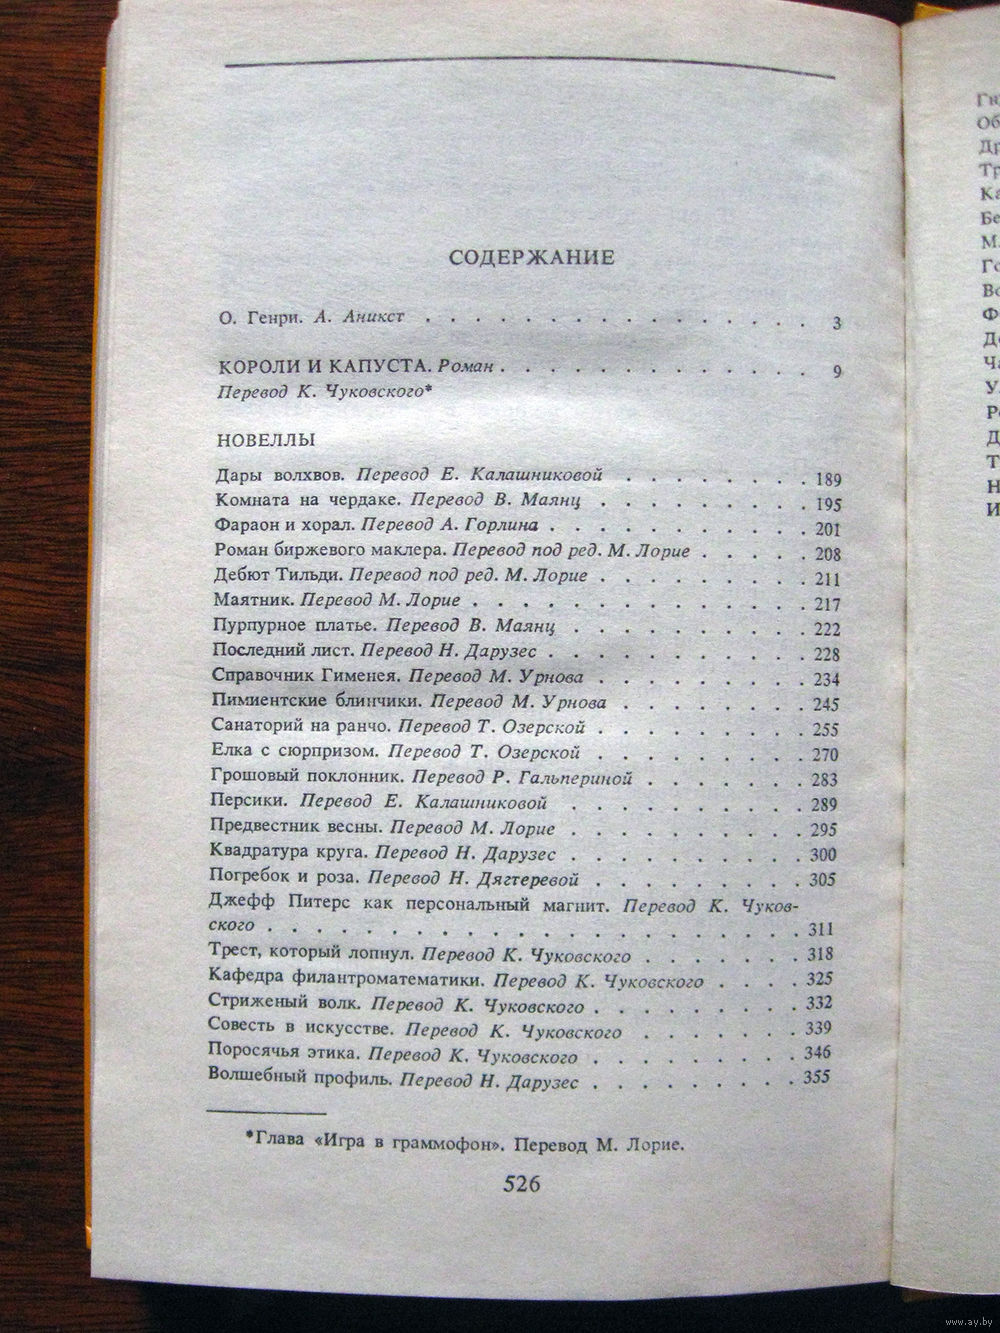 СОДЕРЖАНИЕ
О. Генри. А. Аникст . . . . . . . . . . . . . . . . 3
КОРОЛИ И КАПУСТА. Роман . . . . . . . . . . . . . 9
Перевод К. Чуковского*
НОВЕЛЛЫ
Дары волхвов. Перевод Е. Калашниковой . . . . . . . . 189
Комната на чердаке. Перевод В. Маянц . . . . . . . . . 195
Фараон и хорал. Перевод А. Горлина . . . . . . . . . . . 201
Роман биржевого маклера. Перевод под ред. М. Лорие . . . . . 208
Дебют Тильди. Перевод под ред. М. Лорие . . . . . . . . . 211
Маятник. Перевод М. Лорие . . . . . . . . . . . . . 217
Пурпурное платье. Перевод В. Маянц . . . . . . . . . . 222
Последний лист. Перевод Н. Дарузес . . . . . . . . . . . 228
Справочник Гименея. Перевод М. Урнова . . . . . . . . . 234
Пимиентские блинчики. Перевод М. Урнова . . . . . . . . 245
Санаторий на ранчо. Перевод Т. Озерской . . . . . . . . . 255
Елка с сюрпризом. Перевод Т. Озерской . . . . . . . . . 270
Грошовый поклонник. Перевод Р. Гальпериной . . . . . . . 283
Персики. Перевод Е. Калашниковой . . . . . . . . . . 289
Предвестник весны. Перевод М. Лорие . . . . . . . . . . 295
Квадратура круга. Перевод Н. Дарузес . . . . . . . . . . 300
Погребок и роза. Перевод Н. Дягтеревой . . . . . . . . . 305
Джефф Питерс как персональный магнит. Перевод К. Чуков-
ского . . . . . . . . . . . . . . . . . . . . . . 311
Трест, который лопнул. Перевод К. Чуковского . . . . . . . 318
Кафедра филантроматематики. Перевод К. Чуковского . . . . 325
Стриженый волк. Перевод К. Чуковского . . . . . . . . . 332
Совесть в искусстве. Перевод К. Чуковского . . . . . . . 339
Поросячья этика. Перевод К. Чуковского . . . . . . . . . 346
Волшебный профиль. Перевод Н. Дарузес . . . . . . . . . 355
*Глава «Игра в граммофон». Перевод М. Лорие.
526
www.ay.by